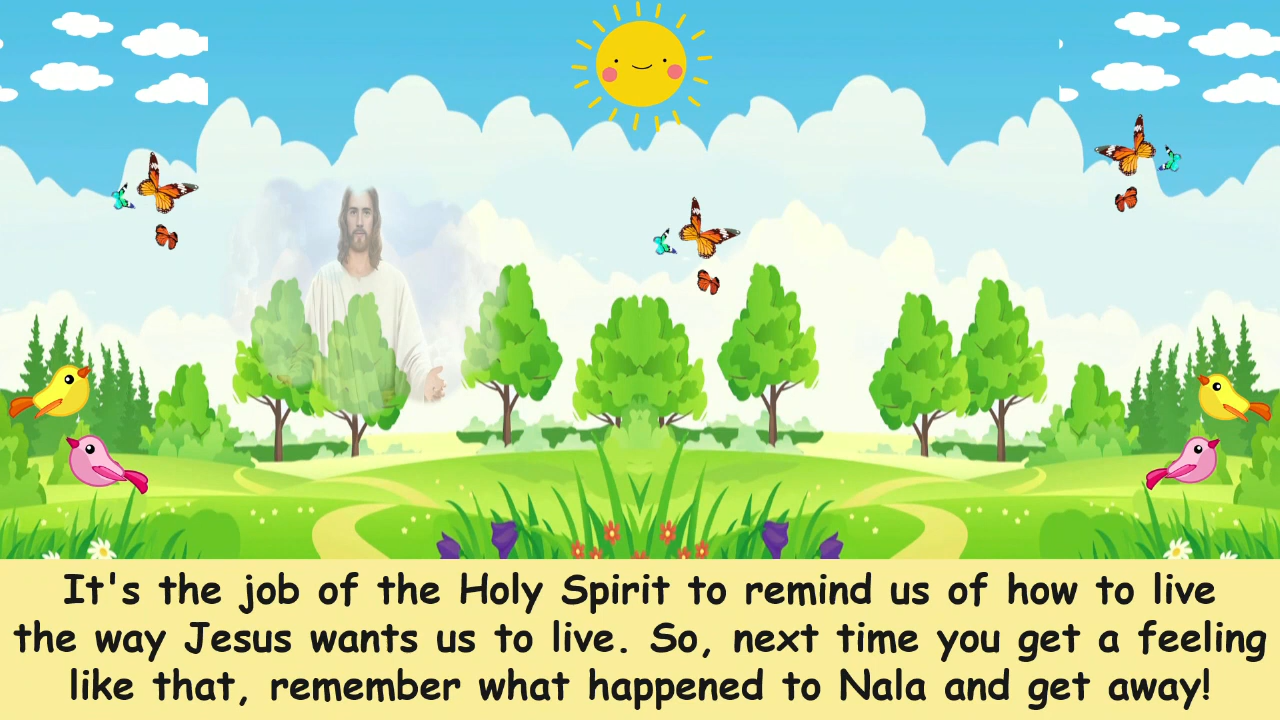 It's the job of the Holy Spirit to remind us of how to live
the way Jesus wants us to live. So, next time you get a feeling
like that, remember what happened to Nala and get away!